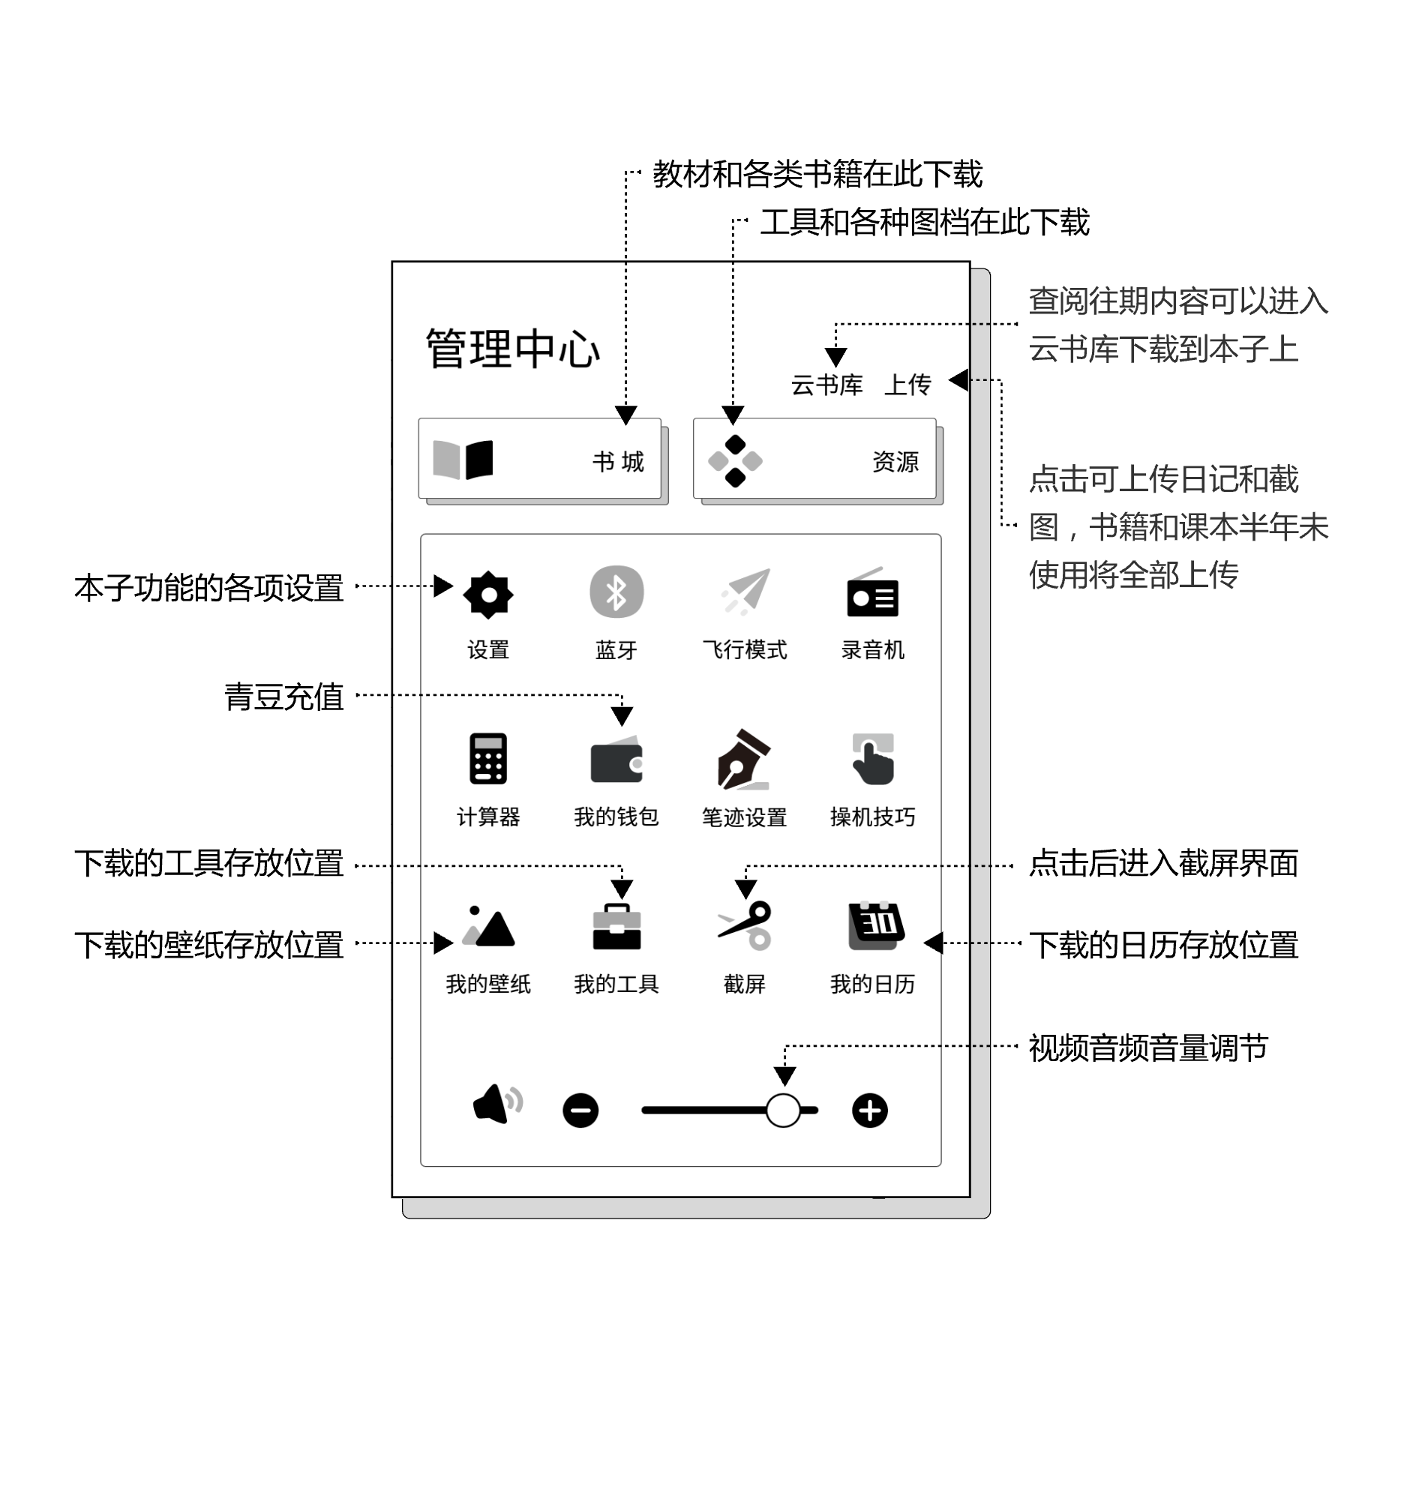 教材和各类书籍在此下载
工具和各种图档在此下载
查阅往期内容可以进入
云书库下载到本子上
管理中心
云书库 上传
书城
资源
点击可上传日记和截
图，书籍和课本半年未
使用将全部上传
本子功能的各项设置
设置 蓝牙 飞行模式 录音机
青豆充值
计算器 我的钱包 笔迹设置 操机技巧
下载的工具存放位置
点击后进入截屏界面
下载的壁纸存放位置
30
下载的日历存放位置
我的壁纸 我的工具 截屏 我的日历
视频音频音量调节